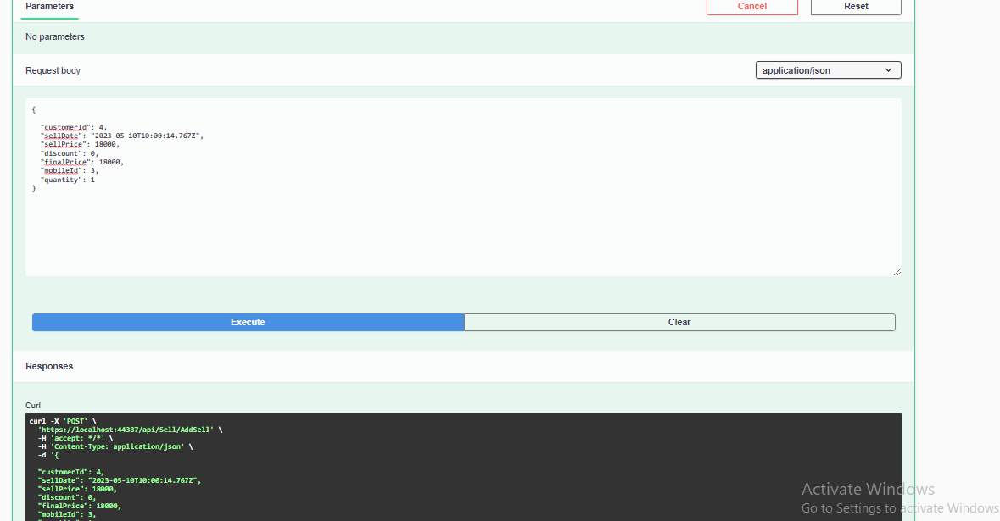 Parameters
Cancel
Reset
No parameters
Request body
application/json
{
"customerId": 4,
"sellDate": "2023-05-10T10:00:14.767Z",
"sellPrice": 18000,
"discount": 0,
"finalPrice": 18000,
"mobileId": 3,
"quantity": 1
}
Execute
Clear
Responses
Curl
curl -X 'POST' \
'https://localhost:44387/api/Sell/AddSell' \
-H 'accept: */*' \
-H 'Content-Type: application/json' \
-d '{
"customerId": 4,
"sellDate": "2023-05-10T10:00:14.767Z",
"sellPrice": 18000,
"discount": 0,
"finalPrice": 18000,
"mobileId": 3,
Activate Windows
Go to Settings to activate Windows